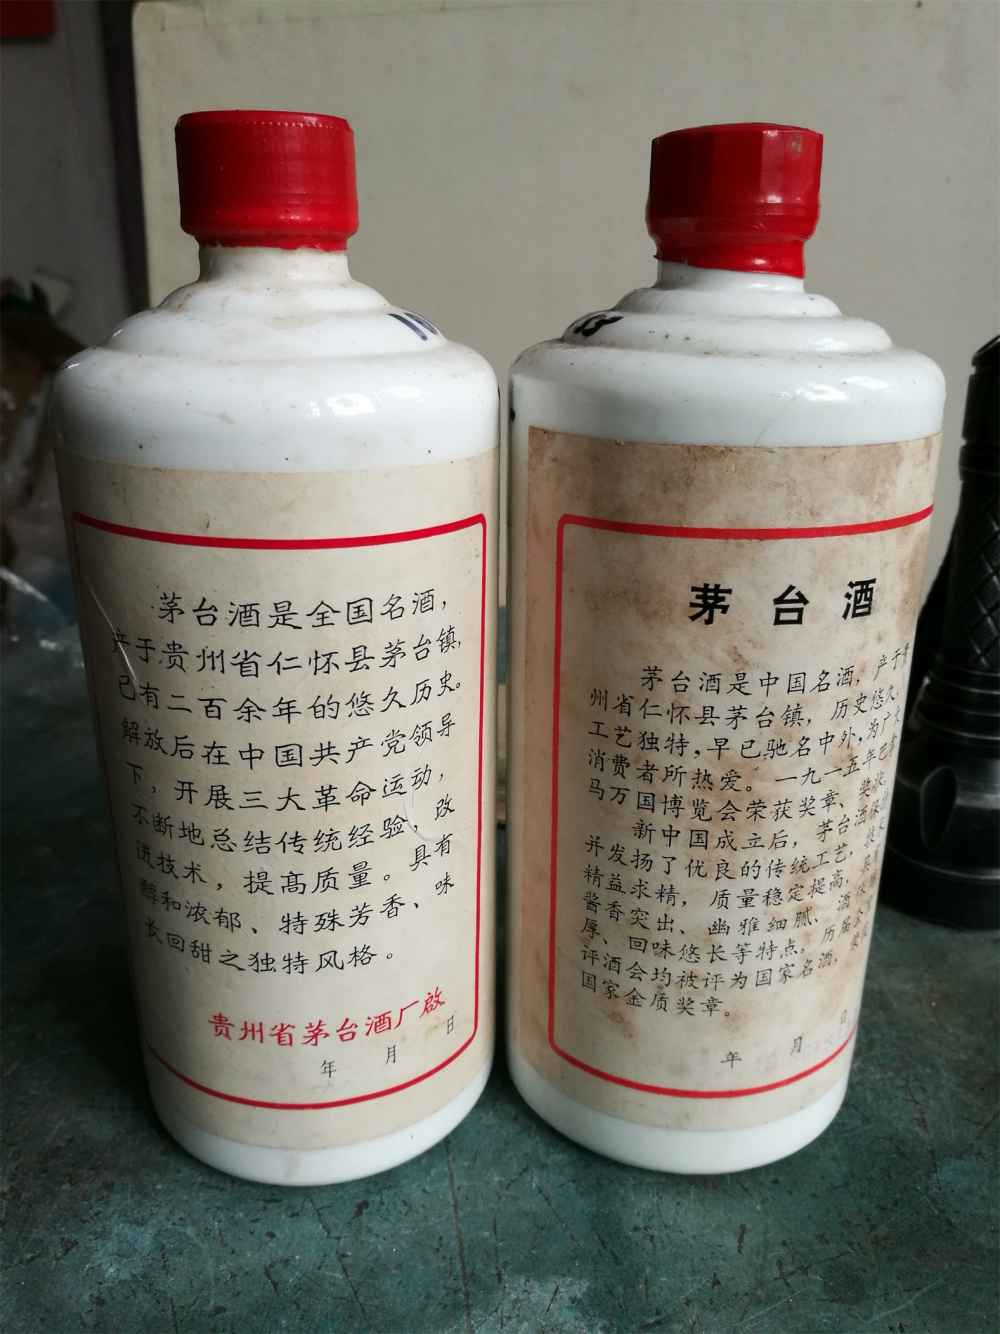 茅台酒是全国名酒，
产于贵州省仁怀县茅台镇，
已有二百余年的悠久历史。
解放后在中国共产党领导
下，开展三大革命运动，
不断地总结传统经验，改
进技术，提高质量。具有
醇和浓郁、特殊芳香、味
长回甜之独特风格。
贵州省茅台酒厂啟
年 月 日
茅台酒
茅台酒是中国名酒，产于贵
州省仁怀县茅台镇，历史悠久，
工艺独特，早已驰名中外，为广大
消费者所热爱。一九一五年巴拿
马万国博览会荣获奖章、奖状。
新中国成立后，茅台酒保持
并发扬了优良的传统工艺，
精益求精，质量稳定提高，
酱香突出、幽雅细腻、酒体醇
厚、回味悠长等特点。历届全国
评酒会均被评为国家名酒，荣获
国家金质奖章。
年 月 日